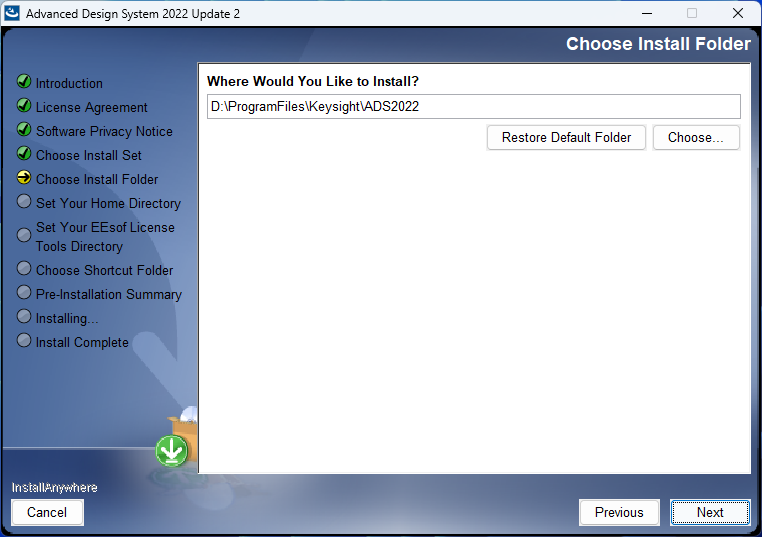 Advanced Design System 2022 Update 2
Choose Install Folder
Introduction
License Agreement
Software Privacy Notice
Choose Install Set
Choose Install Folder
Set Your Home Directory
Set Your EEsof License
Tools Directory
Choose Shortcut Folder
Pre-Installation Summary
Installing...
Install Complete
Where Would You Like to Install?
D:\ProgramFiles\Keysight\ADS2022
Restore Default Folder
Choose...
InstallAnywhere
Cancel
Previous
Next